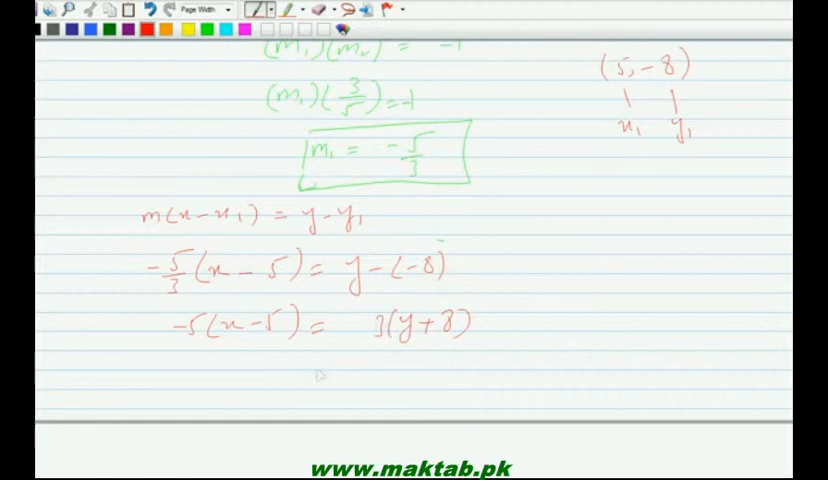 Page Width
(m₁)(m₂) = -1
(m₁)(3/5) = -1
m₁ = -5/3
(5, -8)
x₁ y₁
m(x - x₁) = y - y₁
-5/3 (x - 5) = y - (-8)
-5(x - 5) = 3(y + 8)
www.maktab.pk